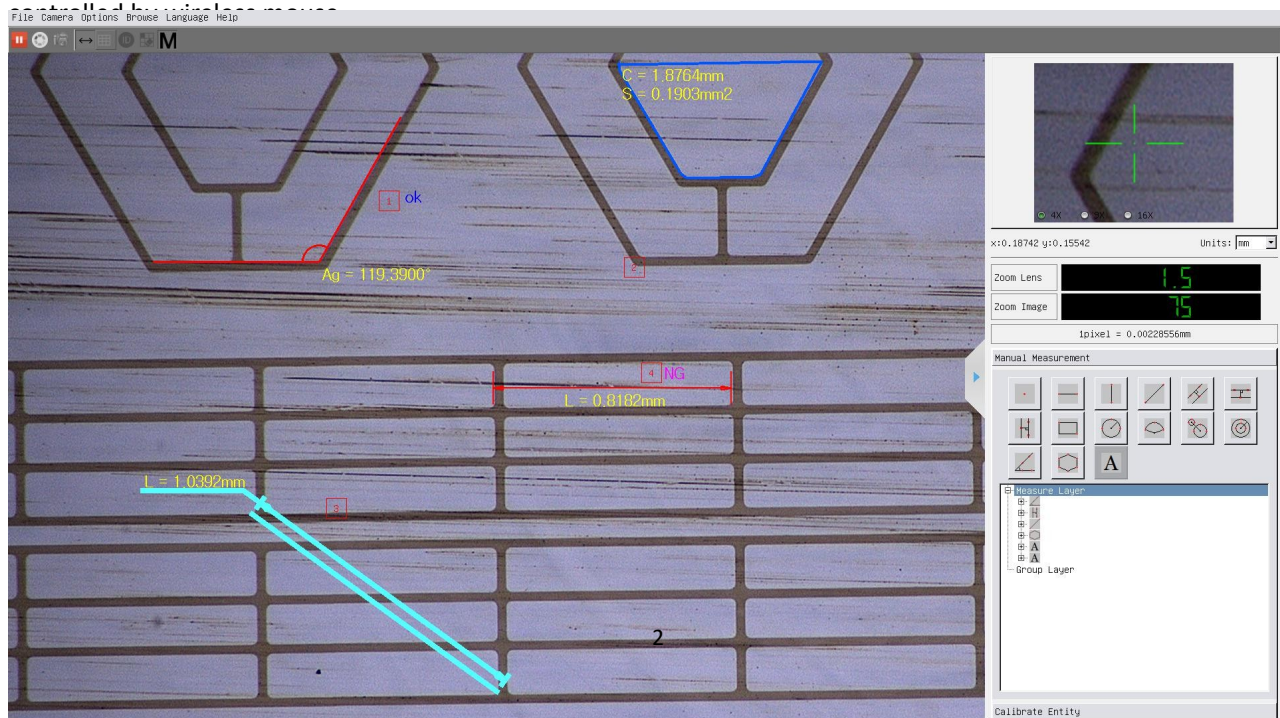 controlled by wireless mouse
File Camera Options Browse Language Help
M
C = 1.8764mm
S = 0.1903mm2
1 ok
2
Ag = 119.3900°
4 NG
L = 0.8182mm
L = 1.0392mm
3
2
4X
16X
x:0.18742 y:0.15542 Units: mm
Zoom Lens 1.5
Zoom Image 75
1pixel = 0.00228556mm
Manual Measurement
A
Measure Layer
A
A
Group Layer
Calibrate Entity